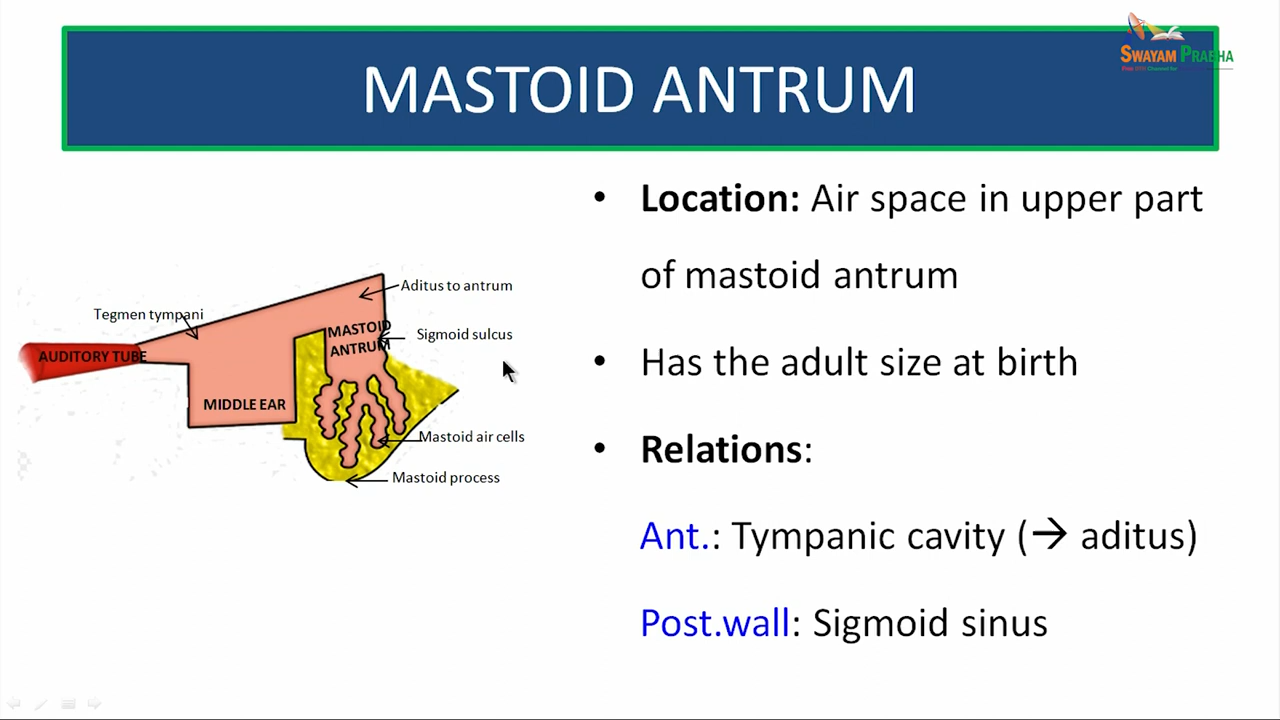 SWAYAM PRABHA
MASTOID ANTRUM
• Location: Air space in upper part
of mastoid antrum
• Has the adult size at birth
• Relations:
Ant.: Tympanic cavity (→ aditus)
Post.wall: Sigmoid sinus
Aditus to antrum
Tegmen tympani
MASTOID
ANTRUM
Sigmoid sulcus
AUDITORY TUBE
MIDDLE EAR
Mastoid air cells
Mastoid process